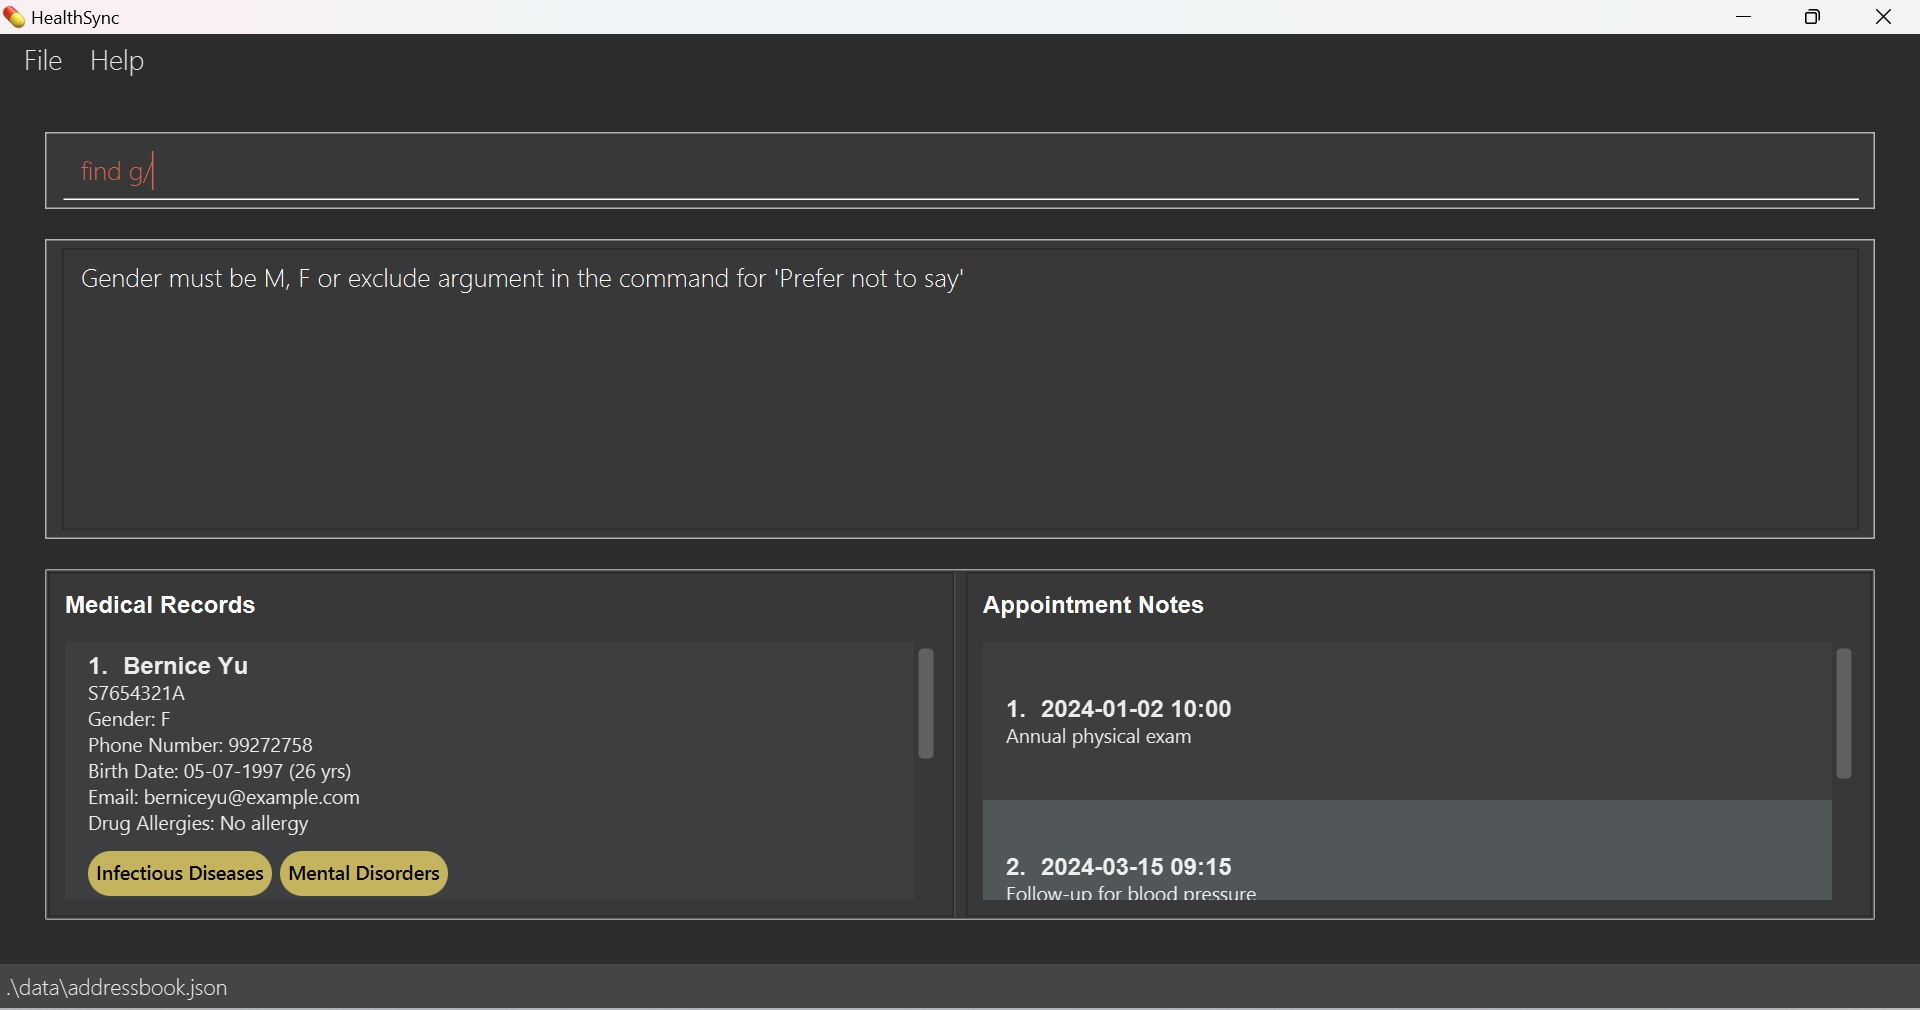 HealthSync
File Help
find g/
Gender must be M, F or exclude argument in the command for 'Prefer not to say'
Medical Records
1. Bernice Yu
S7654321A
Gender: F
Phone Number: 99272758
Birth Date: 05-07-1997 (26 yrs)
Email: berniceyu@example.com
Drug Allergies: No allergy
Infectious Diseases Mental Disorders
Appointment Notes
1. 2024-01-02 10:00
Annual physical exam
2. 2024-03-15 09:15
Follow-up for blood pressure
.\data\addressbook.json